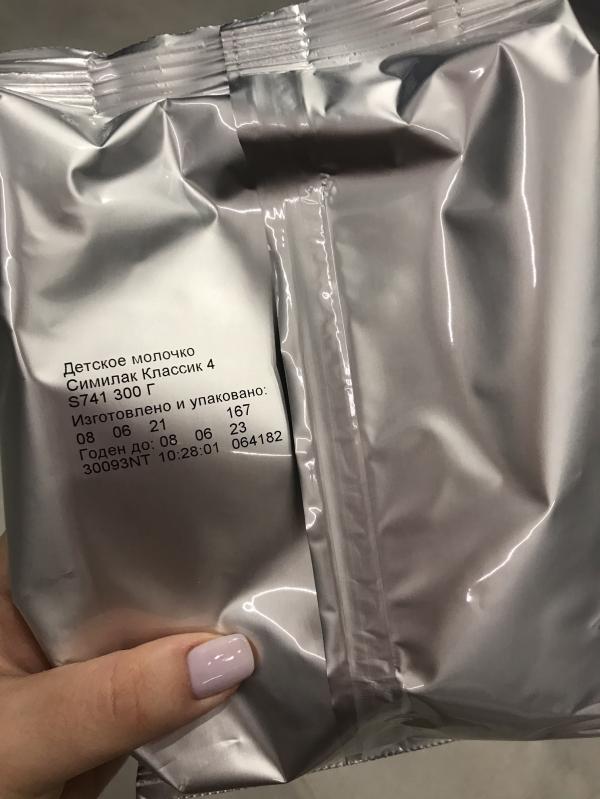 Детское молочко
Симилак Классик 4
S741 300 Г
Изготовлено и упаковано:
08 06 21 167
Годен до: 08 06 23
30093NT 10:28:01 064182